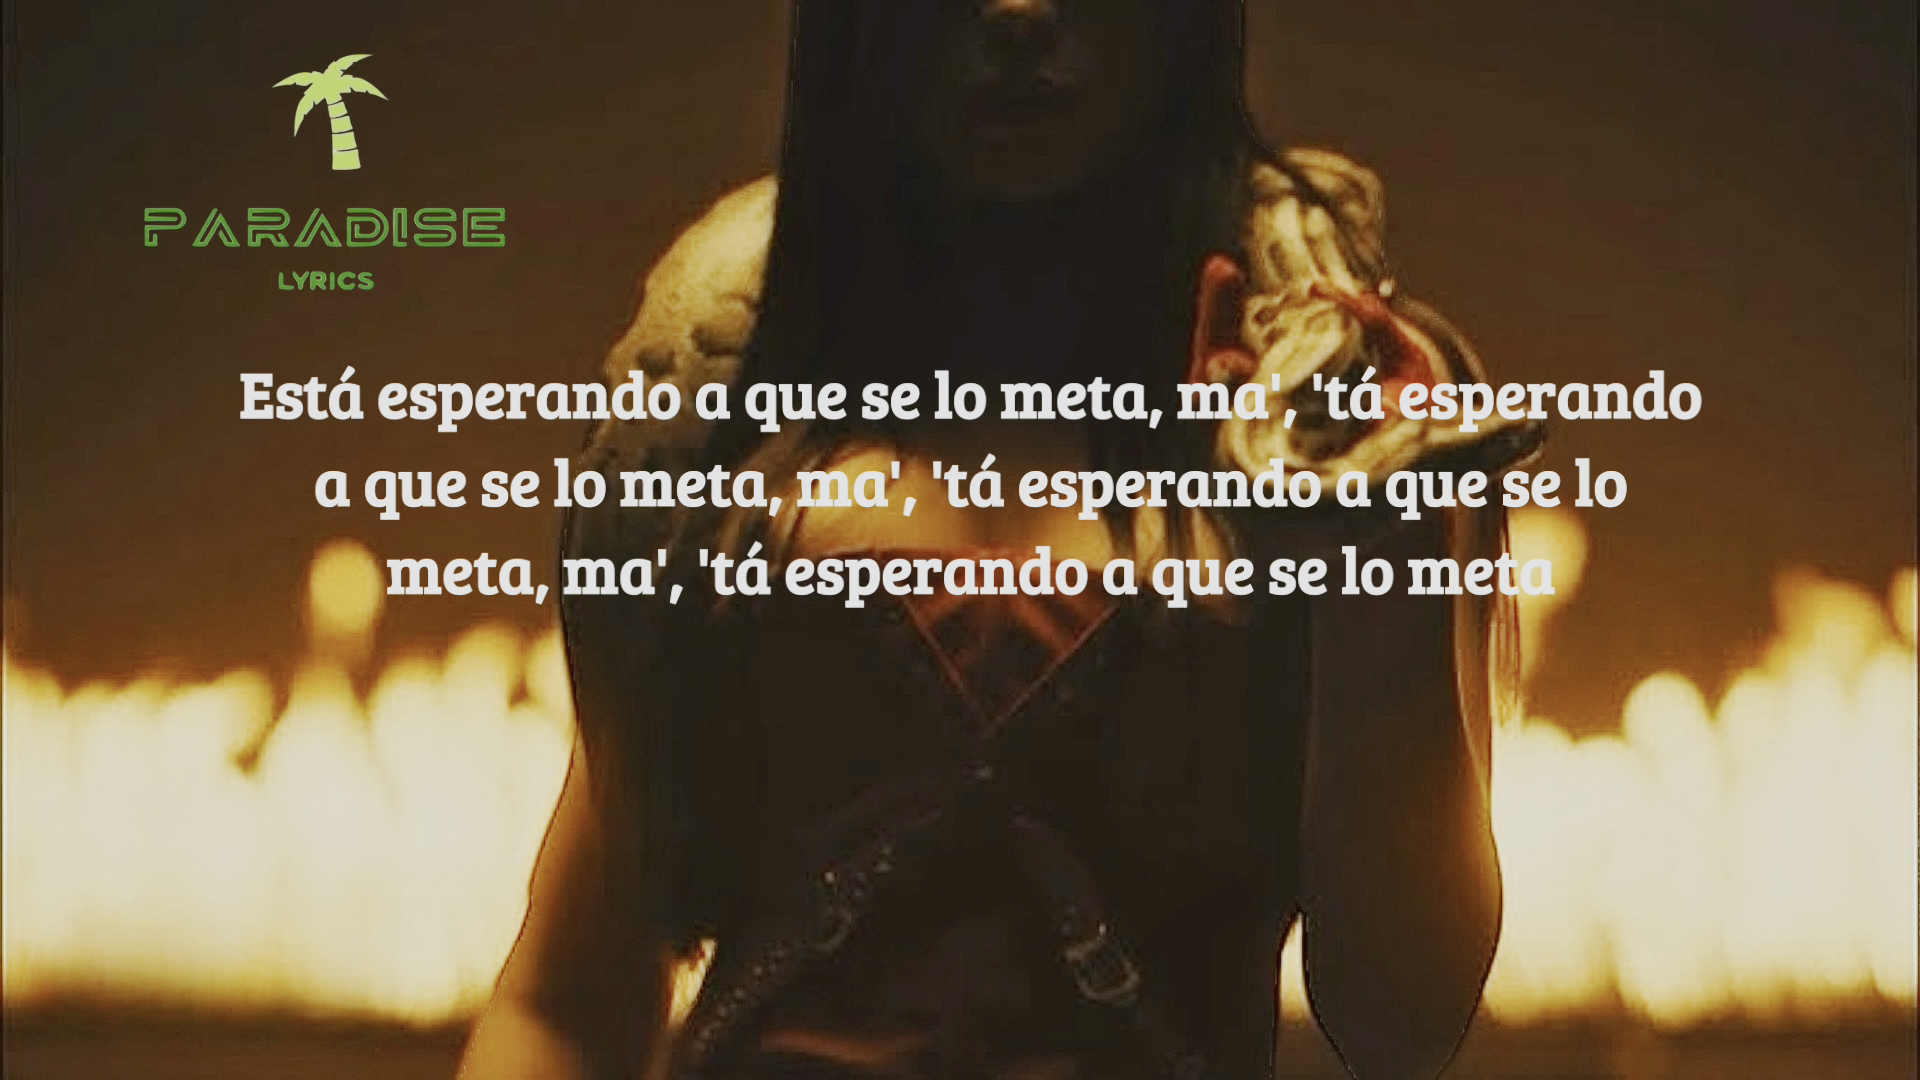 PARADISE
LYRICS
Está esperando a que se lo meta, ma', 'tá esperando
a que se lo meta, ma', 'tá esperando a que se lo
meta, ma', 'tá esperando a que se lo meta